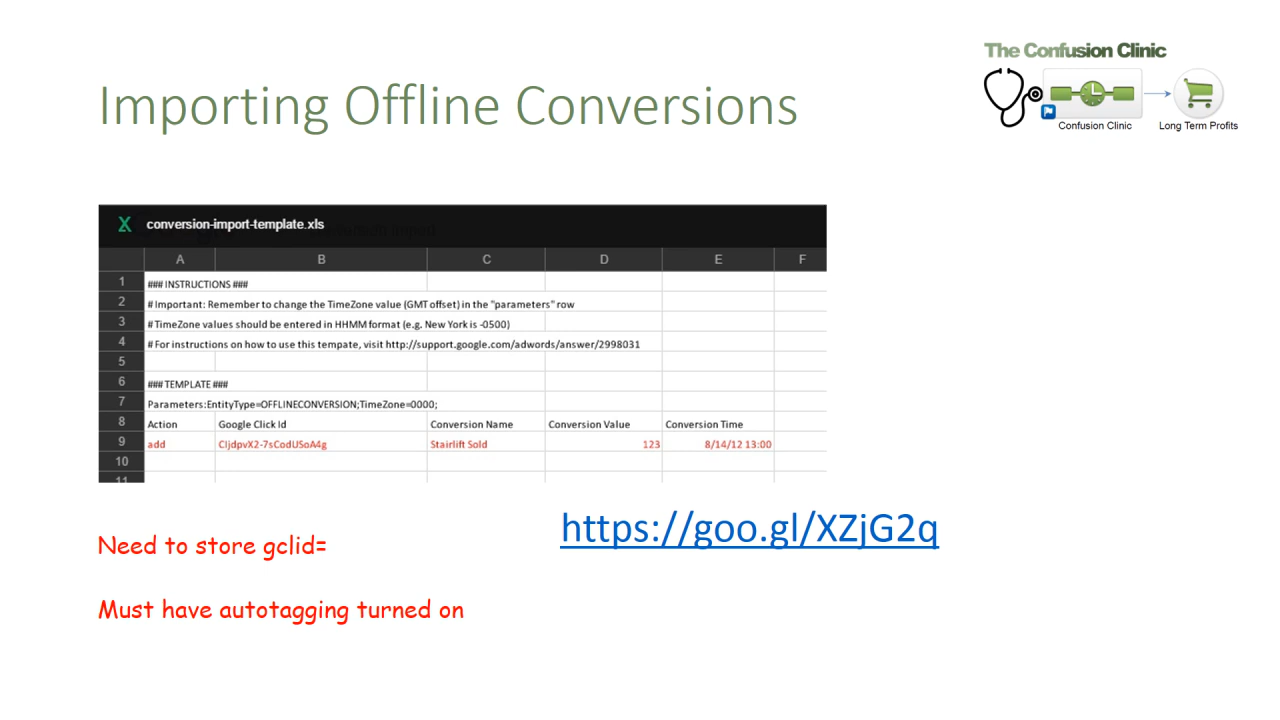 The Confusion Clinic
Importing Offline Conversions
Confusion Clinic
Long Term Profits
conversion-import-template.xls
A B C D E F
1 ### INSTRUCTIONS ###
2 # Important: Remember to change the TimeZone value (GMT offset) in the "parameters" row
3 # TimeZone values should be entered in HHMM format (e.g. New York is -0500)
4 # For instructions on how to use this tempate, visit http://support.google.com/adwords/answer/2998031
5
6 ### TEMPLATE ###
7 Parameters:EntityType=OFFLINECONVERSION;TimeZone=0000;
8 Action Google Click Id Conversion Name Conversion Value Conversion Time
9 add CIjdpvX2-7sCodUSoA4g Stairlift Sold 123 8/14/12 13:00
10
11
https://goo.gl/XZjG2q
Need to store gclid=
Must have autotagging turned on